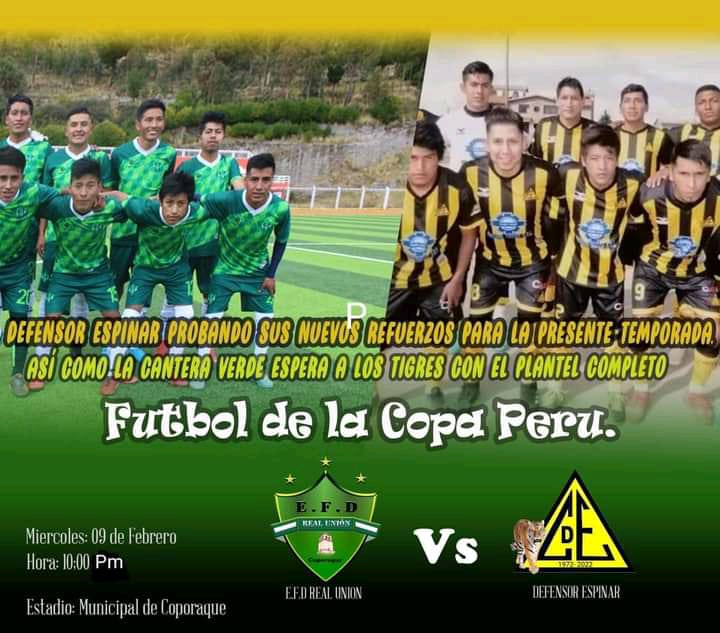 P
DEFENSOR ESPINAR PROBANDO SUS NUEVOS REFUERZOS PARA LA PRESENTE TEMPORADA,
ASÍ COMO LA CANTERA VERDE ESPERA A LOS TIGRES CON EL PLANTEL COMPLETO
Futbol de la Copa Peru.
Miercoles: 09 de Febrero
Hora: 10:00 Pm
Estadio: Municipal de Coporaque
E.F.D
REAL UNIÓN
Coporaque
E.F.D REAL UNION
Vs
CDE
1972-2022
DEFENSOR ESPINAR